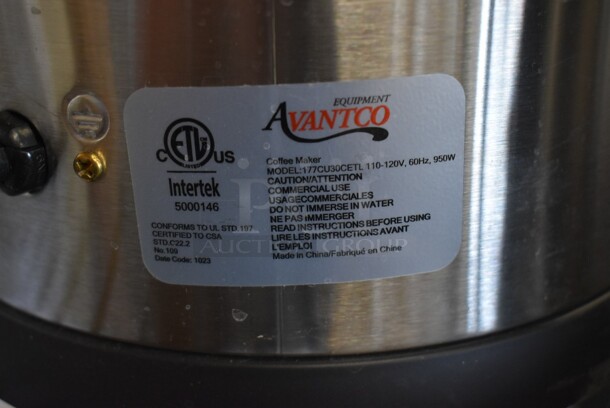 EQUIPMENT
AVANTCO
C ETL US
Intertek
5000146
CONFORMS TO UL STD.197
CERTIFIED TO CSA
STD.C22.2
No.109
Date Code: 1023
Coffee Maker
MODEL:177CU30CETL 110-120V, 60Hz, 950W
CAUTION/ATTENTION
COMMERCIAL USE
USAGECOMMERCIALES
DO NOT IMMERSE IN WATER
NE PAS IMMERGER
READ INSTRUCTIONS BEFORE USING
LIRE LES INSTRUCTIONS AVANT
L'EMPLOI
Made in China/Fabriqué en Chine
AUCTION GROUP